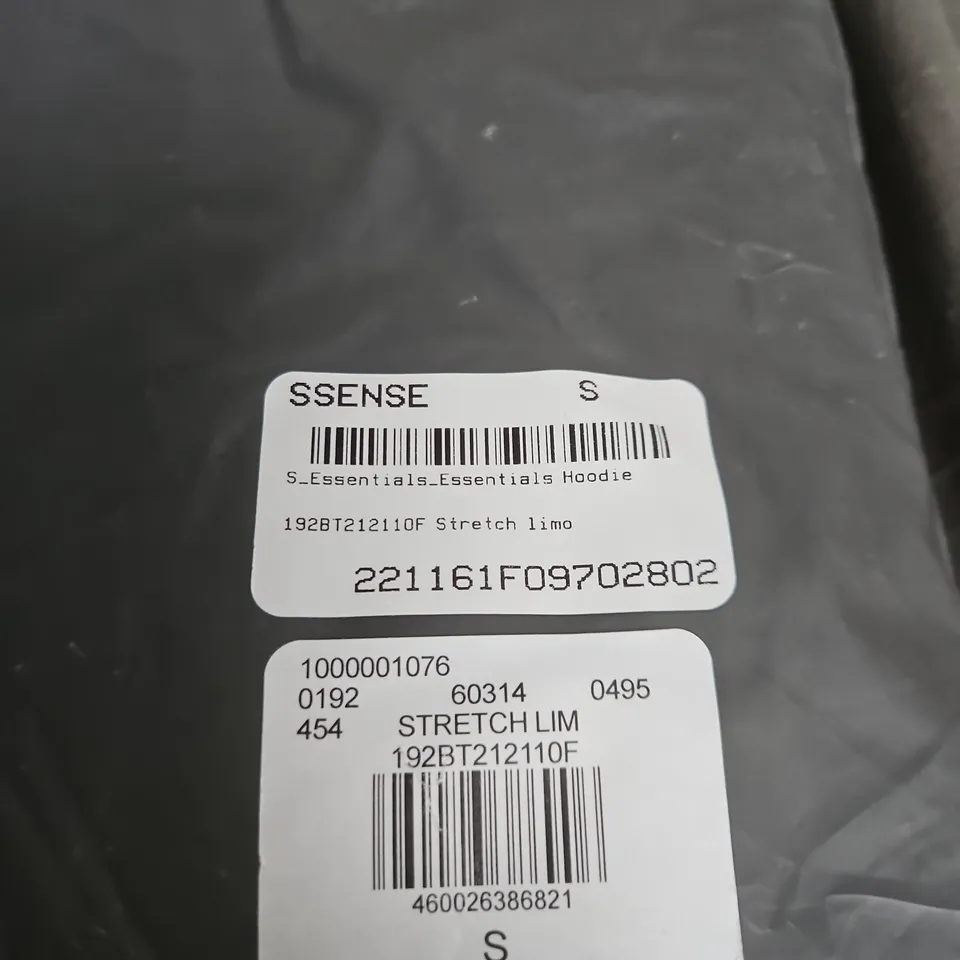 SSENSE S
S_Essentials_Essentials Hoodie
192BT212110F Stretch limo
221161F09702802
1000001076
0192 60314 0495
454 STRETCH LIM
192BT212110F
460026386821
S